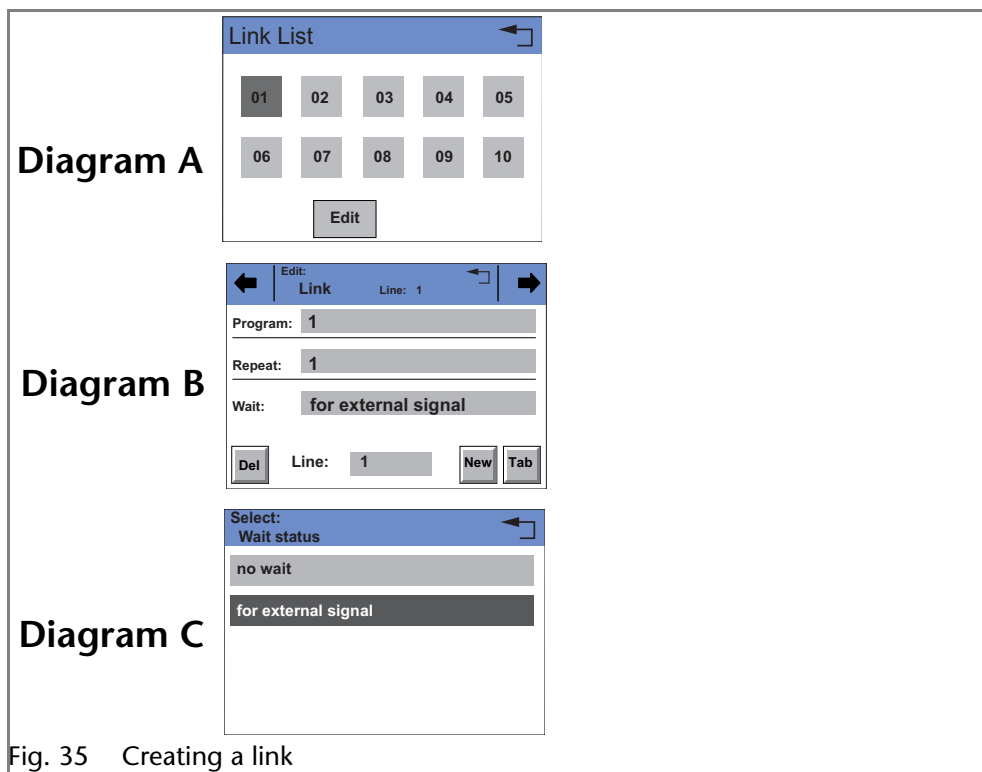 Link List
01 02 03 04 05
Diagram A
06 07 08 09 10
Edit
Edit:
Link Line: 1
Program: 1
Repeat: 1
Diagram B
Wait: for external signal
Del Line: 1 New Tab
Select:
Wait status
no wait
for external signal
Diagram C
Fig. 35 Creating a link